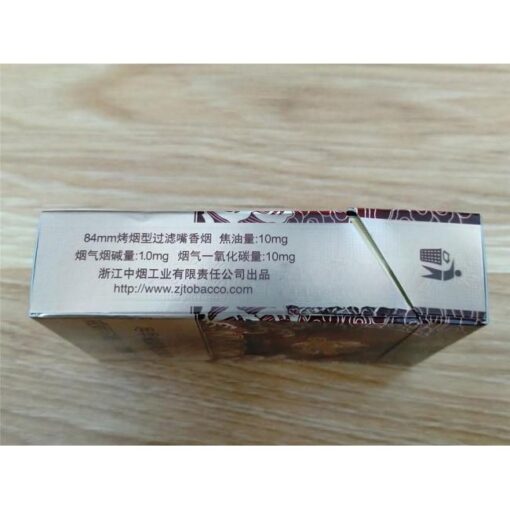 84mm烤烟型过滤嘴香烟 焦油量:10mg
烟气烟碱量:1.0mg 烟气一氧化碳量:10mg
浙江中烟工业有限责任公司出品
http://www.zjtobacco.com